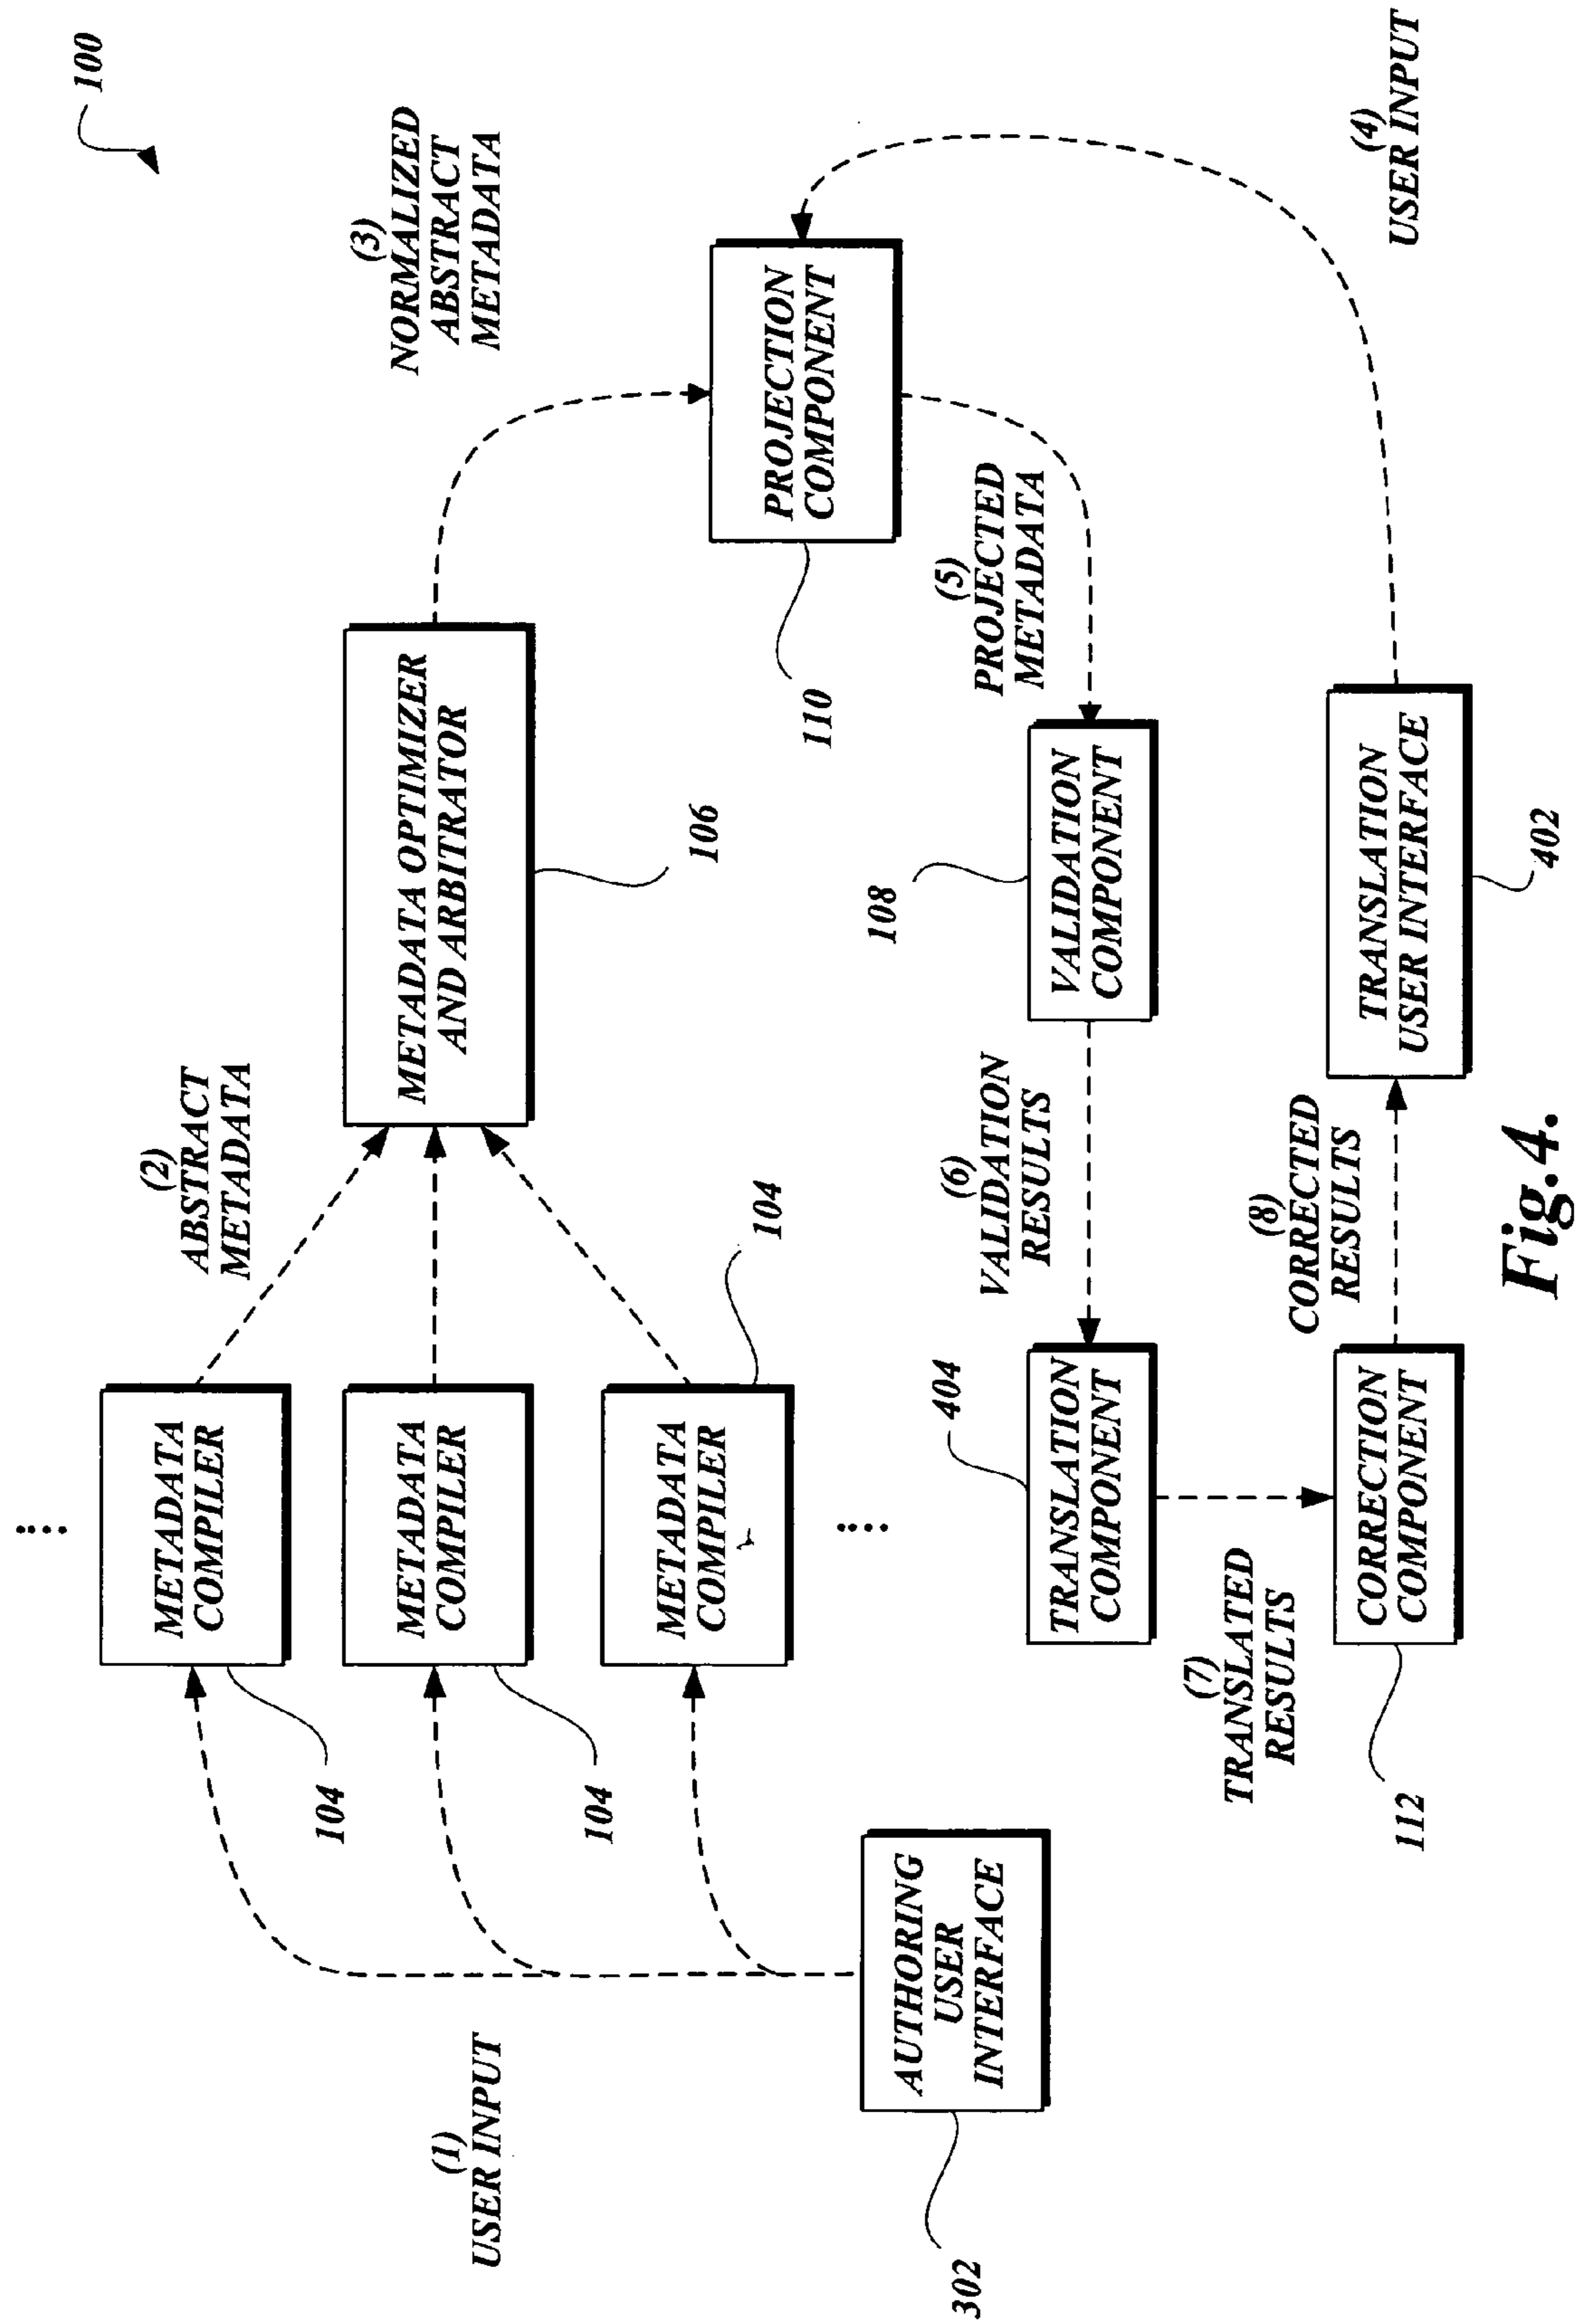 100
(1)
USER INPUT
(2)
ABSTRACT
METADATA
(3)
NORMALIZED
ABSTRACT
METADATA
METADATA
COMPILER
104
METADATA
COMPILER
104
METADATA
COMPILER
104
METADATA OPTIMIZER
AND ARBITRATOR
106
PROJECTION
COMPONENT
110
AUTHORING
USER
INTERFACE
302
(5)
PROJECTED
METADATA
VALIDATION
COMPONENT
108
(6)
VALIDATION
RESULTS
TRANSLATION
COMPONENT
404
(7)
TRANSLATED
RESULTS
CORRECTION
COMPONENT
112
(8)
CORRECTED
RESULTS
TRANSLATION
USER INTERFACE
402
(4)
USER INPUT
Fig.4.